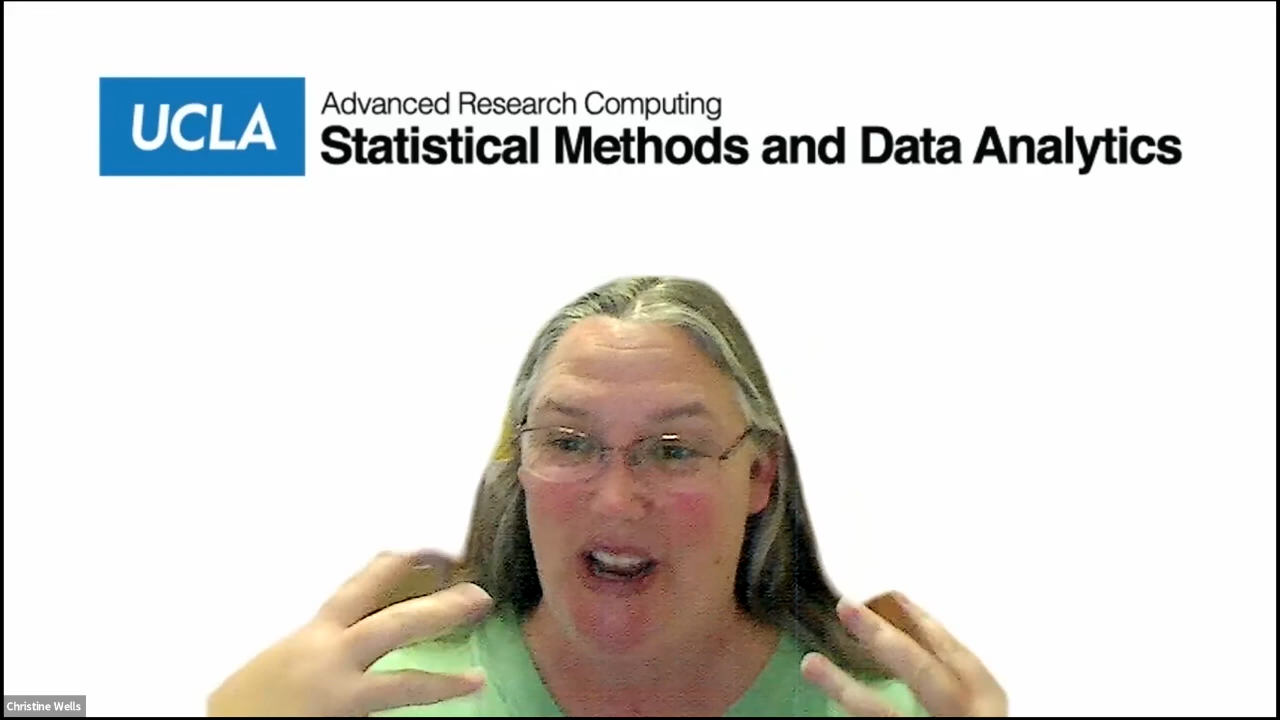 UCLA
Advanced Research Computing
Statistical Methods and Data Analytics
Christine Wells